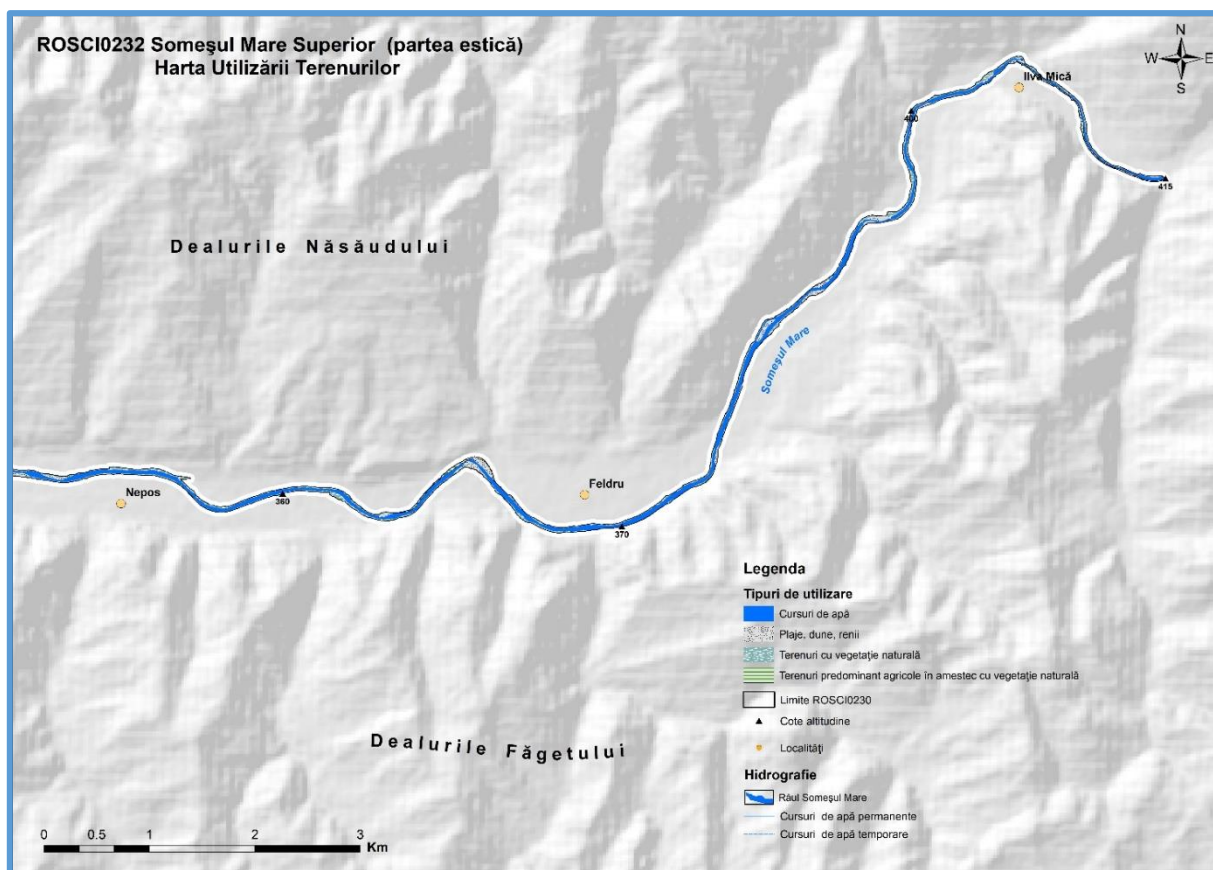 ROSCI0232 Someşul Mare Superior (partea estică)
Harta Utilizării Terenurilor
N
W E
S
Ilva Mică
400
415
Dealurile Năsăudului
Someşul Mare
Nepos
360
Feldru
370
Dealurile Făgetului
Legenda
Tipuri de utilizare
Cursuri de apă
Plaje, dune, renii
Terenuri cu vegetaţie naturală
Terenuri predominant agricole în amestec cu vegetaţie naturală
Limite ROSCI0230
Cote altitudine
Localităţi
Hidrografie
Râul Someşul Mare
Cursuri de apă permanente
Cursuri de apă temporare
0 0.5 1 2 3
Km